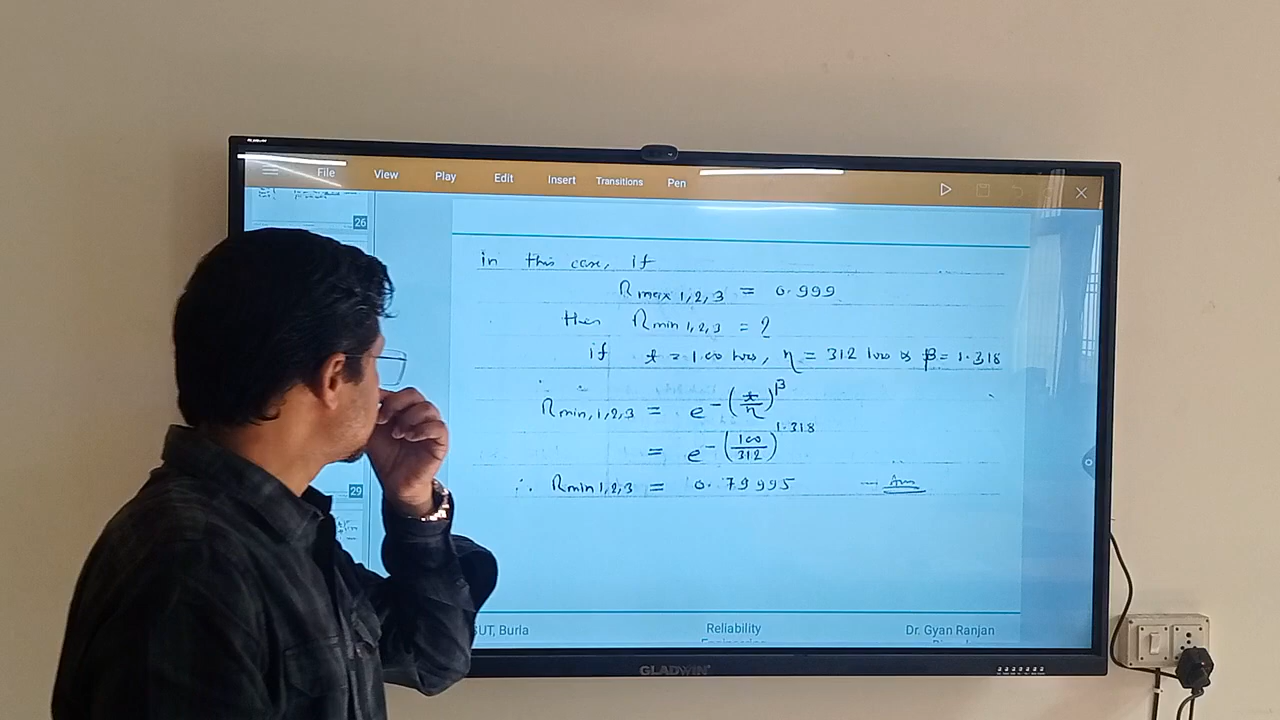 File View Play Edit Insert Transitions Pen
26
in this case, if
Rmax 1,2,3 = 0.999
then Rmin 1,2,3 = ?
if t = 100 hrs, η = 312 hrs & β = 1.318
Rmin,1,2,3 = e^-(t/η)^β
= e^-(100/312)^1.318
∴ Rmin 1,2,3 = 0.79995 — Ans
29
SUT, Burla Reliability Dr. Gyan Ranjan
GLADWIN